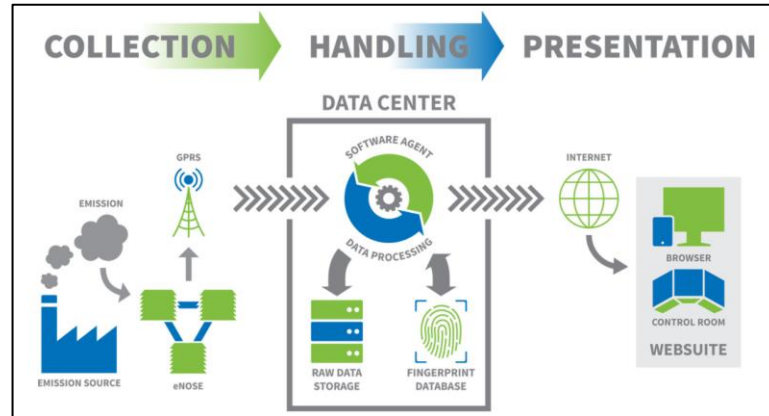 COLLECTION
HANDLING
PRESENTATION
DATA CENTER
SOFTWARE AGENT
DATA PROCESSING
GPRS
EMISSION
EMISSION SOURCE
eNOSE
RAW DATA
STORAGE
FINGERPRINT
DATABASE
INTERNET
BROWSER
CONTROL ROOM
WEBSUITE